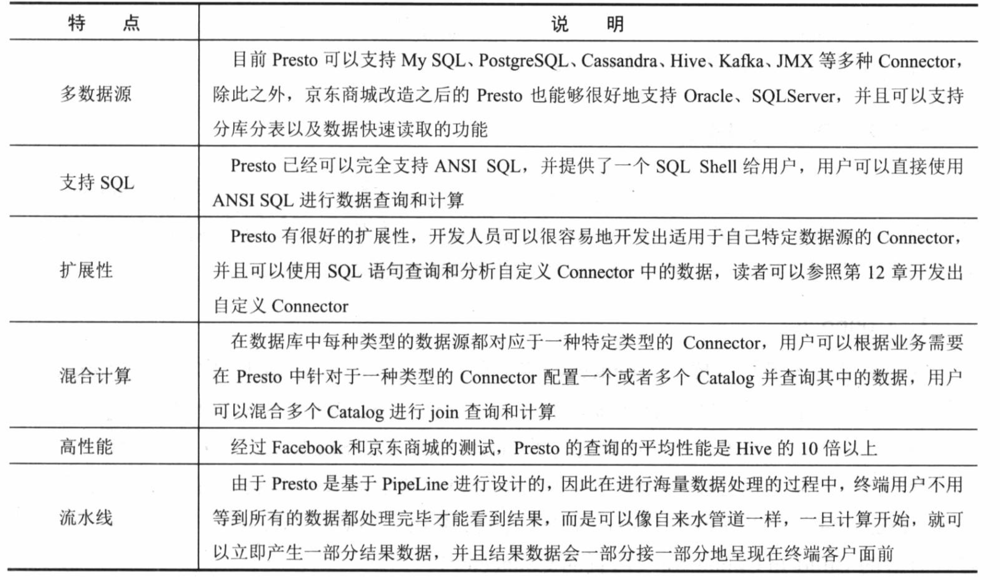 特 点 说 明
多数据源
目前 Presto 可以支持 My SQL、PostgreSQL、Cassandra、Hive、Kafka、JMX 等多种 Connector，
除此之外，京东商城改造之后的 Presto 也能够很好地支持 Oracle、SQLServer，并且可以支持
分库分表以及数据快速读取的功能
支持 SQL
Presto 已经可以完全支持 ANSI SQL，并提供了一个 SQL Shell 给用户，用户可以直接使用
ANSI SQL 进行数据查询和计算
扩展性
Presto 有很好的扩展性，开发人员可以很容易地开发出适用于自己特定数据源的 Connector，
并且可以使用 SQL 语句查询和分析自定义 Connector 中的数据，读者可以参照第 12 章开发出
自定义 Connector
混合计算
在数据库中每种类型的数据源都对应于一种特定类型的 Connector，用户可以根据业务需要
在 Presto 中针对于一种类型的 Connector 配置一个或者多个 Catalog 并查询其中的数据，用户
可以混合多个 Catalog 进行 join 查询和计算
高性能
经过 Facebook 和京东商城的测试，Presto 的查询的平均性能是 Hive 的 10 倍以上
流水线
由于 Presto 是基于 PipeLine 进行设计的，因此在进行海量数据处理的过程中，终端用户不用
等到所有的数据都处理完毕才能看到结果，而是可以像自来水管道一样，一旦计算开始，就可
以立即产生一部分结果数据，并且结果数据会一部分接一部分地呈现在终端客户面前